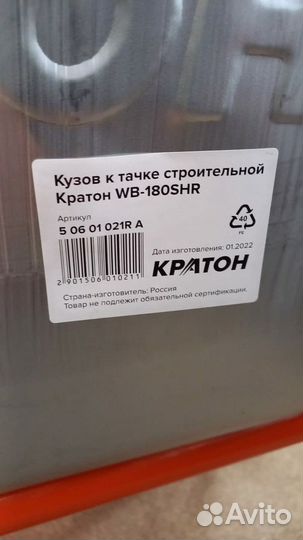 Кузов к тачке строительной
Кратон WB-180SHR
Артикул
5 06 01 021R A
40
FE
Дата изготовления: 01.2022
2 901506 010211
КРАТОН
Страна-изготовитель: Россия
Товар не подлежит обязательной сертификации.
Avito